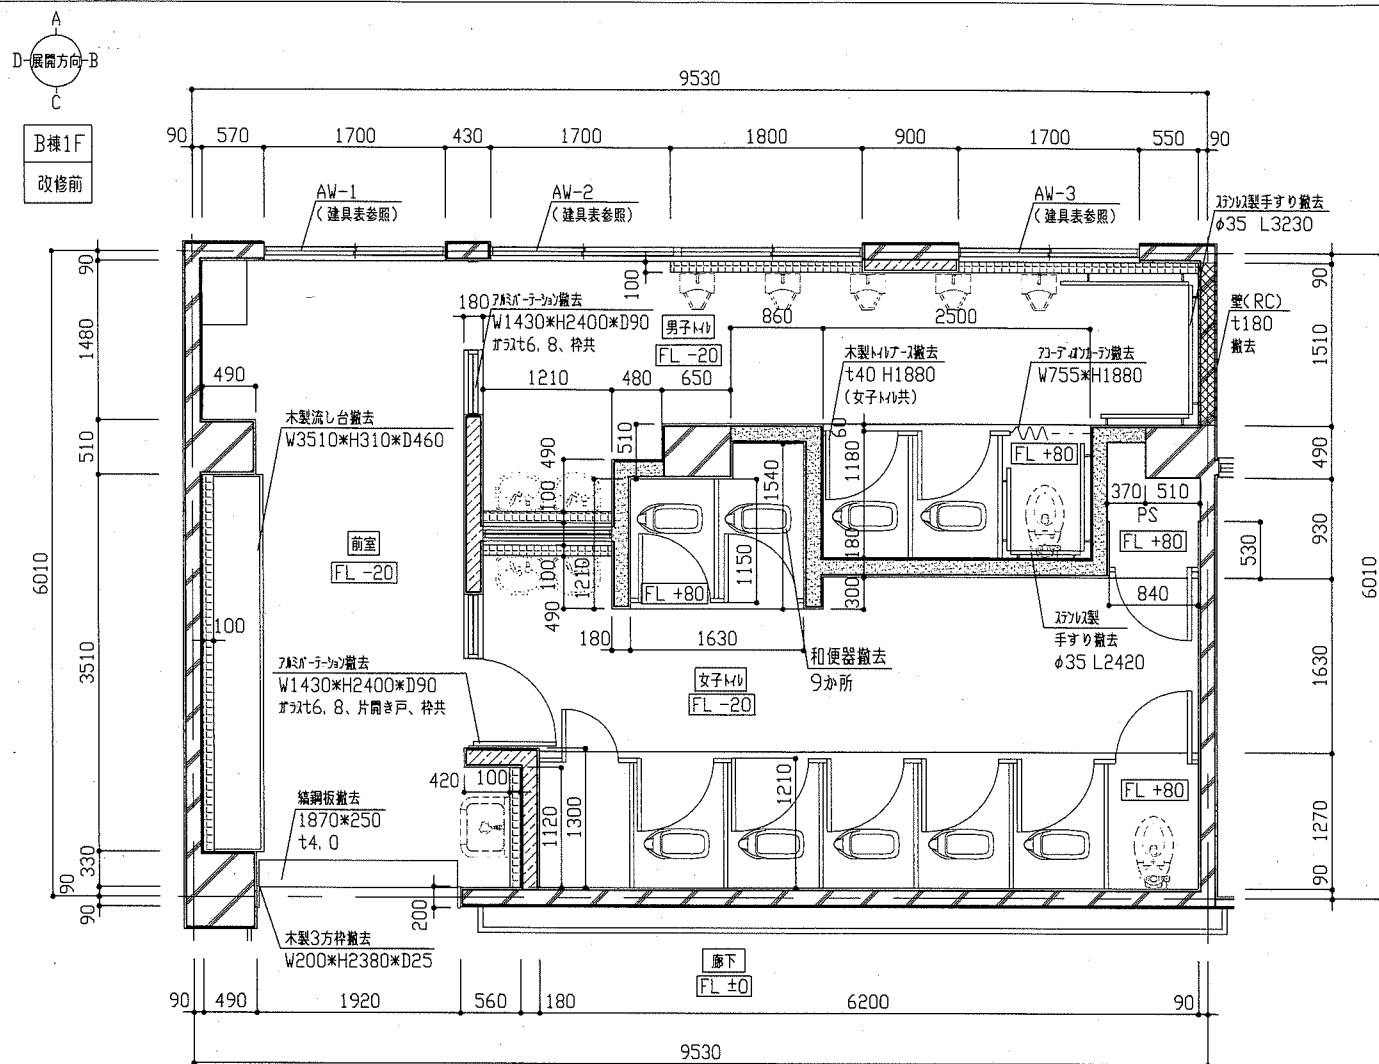 A
D 展開方向 B
C
B棟1F
改修前
9530
90 570 1700 430 1700 1800 900 1700 550 90
AW-1
(建具表参照)
AW-2
(建具表参照)
AW-3
(建具表参照)
ステンレス製手すり撤去
φ35 L3230
壁(RC)
t180
撤去
180
アルミパーテーション撤去
W1430*H2400*D90
ガラスt6.8、枠共
100
男子トイレ
FL -20
860 2500
木製トイレブース撤去
t40 H1880
(女子トイレ共)
アコーディオンカーテン撤去
W755*H1880
1210 480 650
490
木製流し台撤去
W3510*H310*D460
510
490
100
60
1180
1540
FL +80
370 510
PS
FL +80
530
前室
FL -20
100
1210
490
1150
FL +80
180
300
840
180 1630
和便器撤去
9か所
ステンレス製
手すり撤去
φ35 L2420
100
アルミパーテーション撤去
W1430*H2400*D90
ガラスt6.8、片開き戸、枠共
女子トイレ
FL -20
420 100
1120
1300
1210
FL +80
縞鋼板撤去
1870*250
t4.0
200
木製3方枠撤去
W200*H2380*D25
廊下
FL ±0
6010
90
1480
510
3510
330
90
90
90
1510
490
930
1630
1270
90
6010
90 490 1920 560 180 6200 90
9530